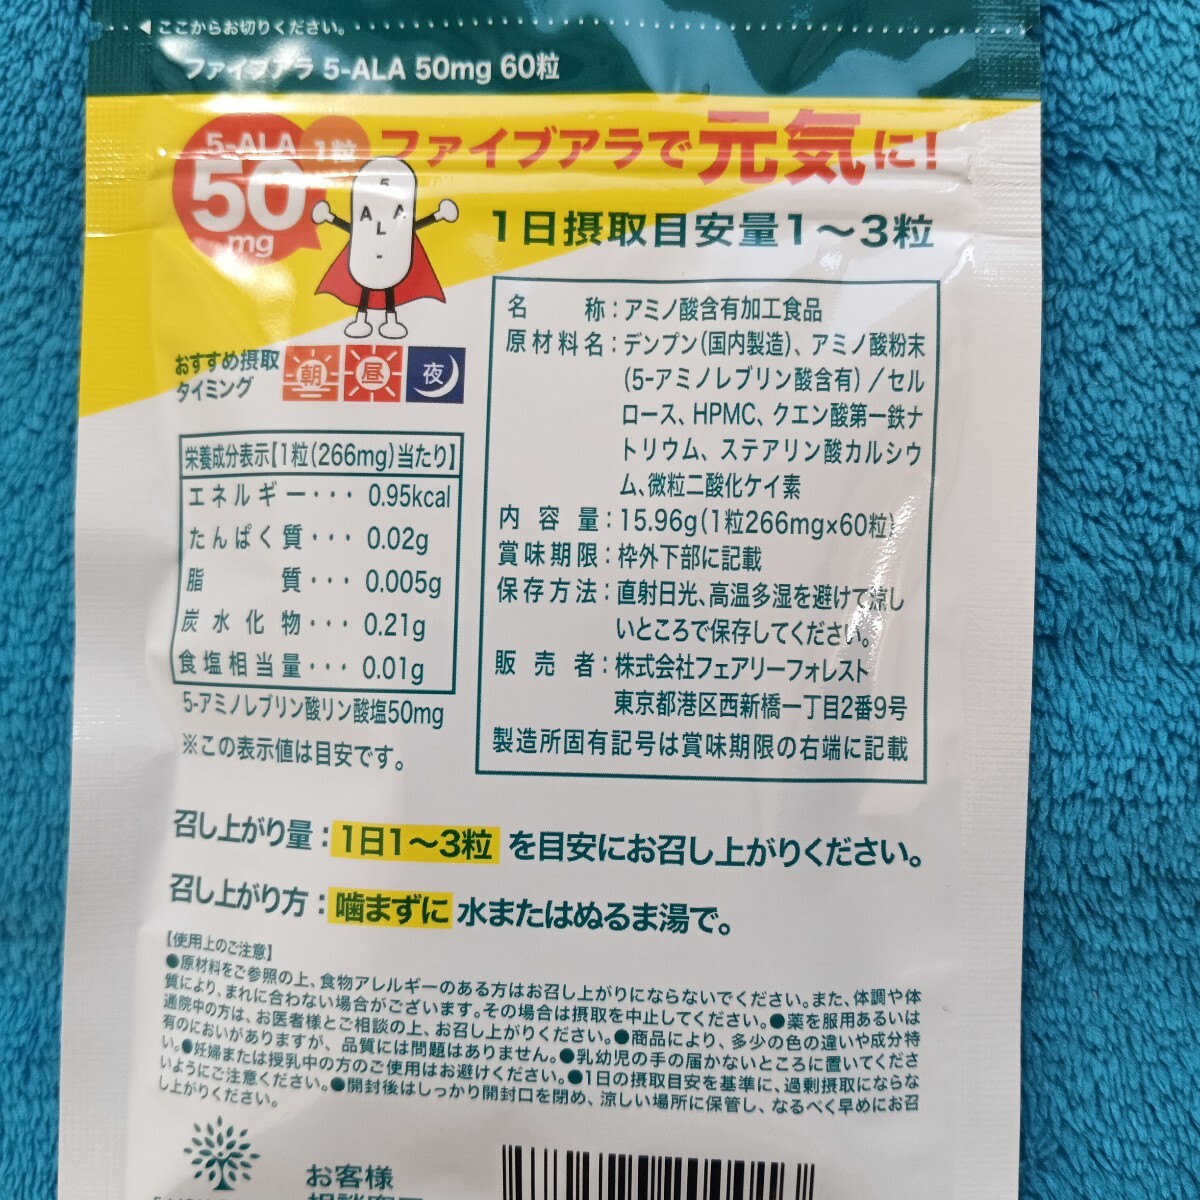 ◀ここからお切りください。
ファイブアラ 5-ALA 50mg 60粒
5-ALA
1粒
50
mg
ファイブアラで元気に!
5
A L A
-
1日摂取目安量1〜3粒
おすすめ摂取
タイミング
朝 昼 夜
栄養成分表示【1粒(266mg)当たり】
エネルギー・・・ 0.95kcal
たんぱく質・・・ 0.02g
脂質・・・ 0.005g
炭水化物・・・ 0.21g
食塩相当量・・・ 0.01g
5-アミノレブリン酸リン酸塩50mg
※この表示値は目安です。
名称:アミノ酸含有加工食品
原材料名:デンプン(国内製造)、アミノ酸粉末
(5-アミノレブリン酸含有)/セル
ロース、HPMC、クエン酸第一鉄ナ
トリウム、ステアリン酸カルシウ
ム、微粒二酸化ケイ素
内容量:15.96g(1粒266mg×60粒)
賞味期限:枠外下部に記載
保存方法:直射日光、高温多湿を避けて涼し
いところで保存してください。
販売者:株式会社フェアリーフォレスト
東京都港区西新橋一丁目2番9号
製造所固有記号は賞味期限の右端に記載
召し上がり量:1日1〜3粒 を目安にお召し上がりください。
召し上がり方:噛まずに 水またはぬるま湯で。
【使用上のご注意】
●原材料をご参照の上、食物アレルギーのある方はお召し上がりにならないでください。また、体調や体
質により、まれに合わない場合がございます。その場合は摂取を中止してください。●薬を服用あるいは
通院中の方は、お医者様とご相談の上、お召し上がりください。●商品により、多少の色の違いや成分特
有のにおいがありますが、品質には問題はありません。●乳幼児の手の届かないところに置いてくださ
い。●妊婦または授乳中の方のご使用はお避けください。●1日の摂取目安を基準に、過剰摂取にならな
いようにご注意ください。●開封後はしっかり開封口を閉め、涼しい場所に保管し、なるべく早めにお召
し上がりください。
お客様